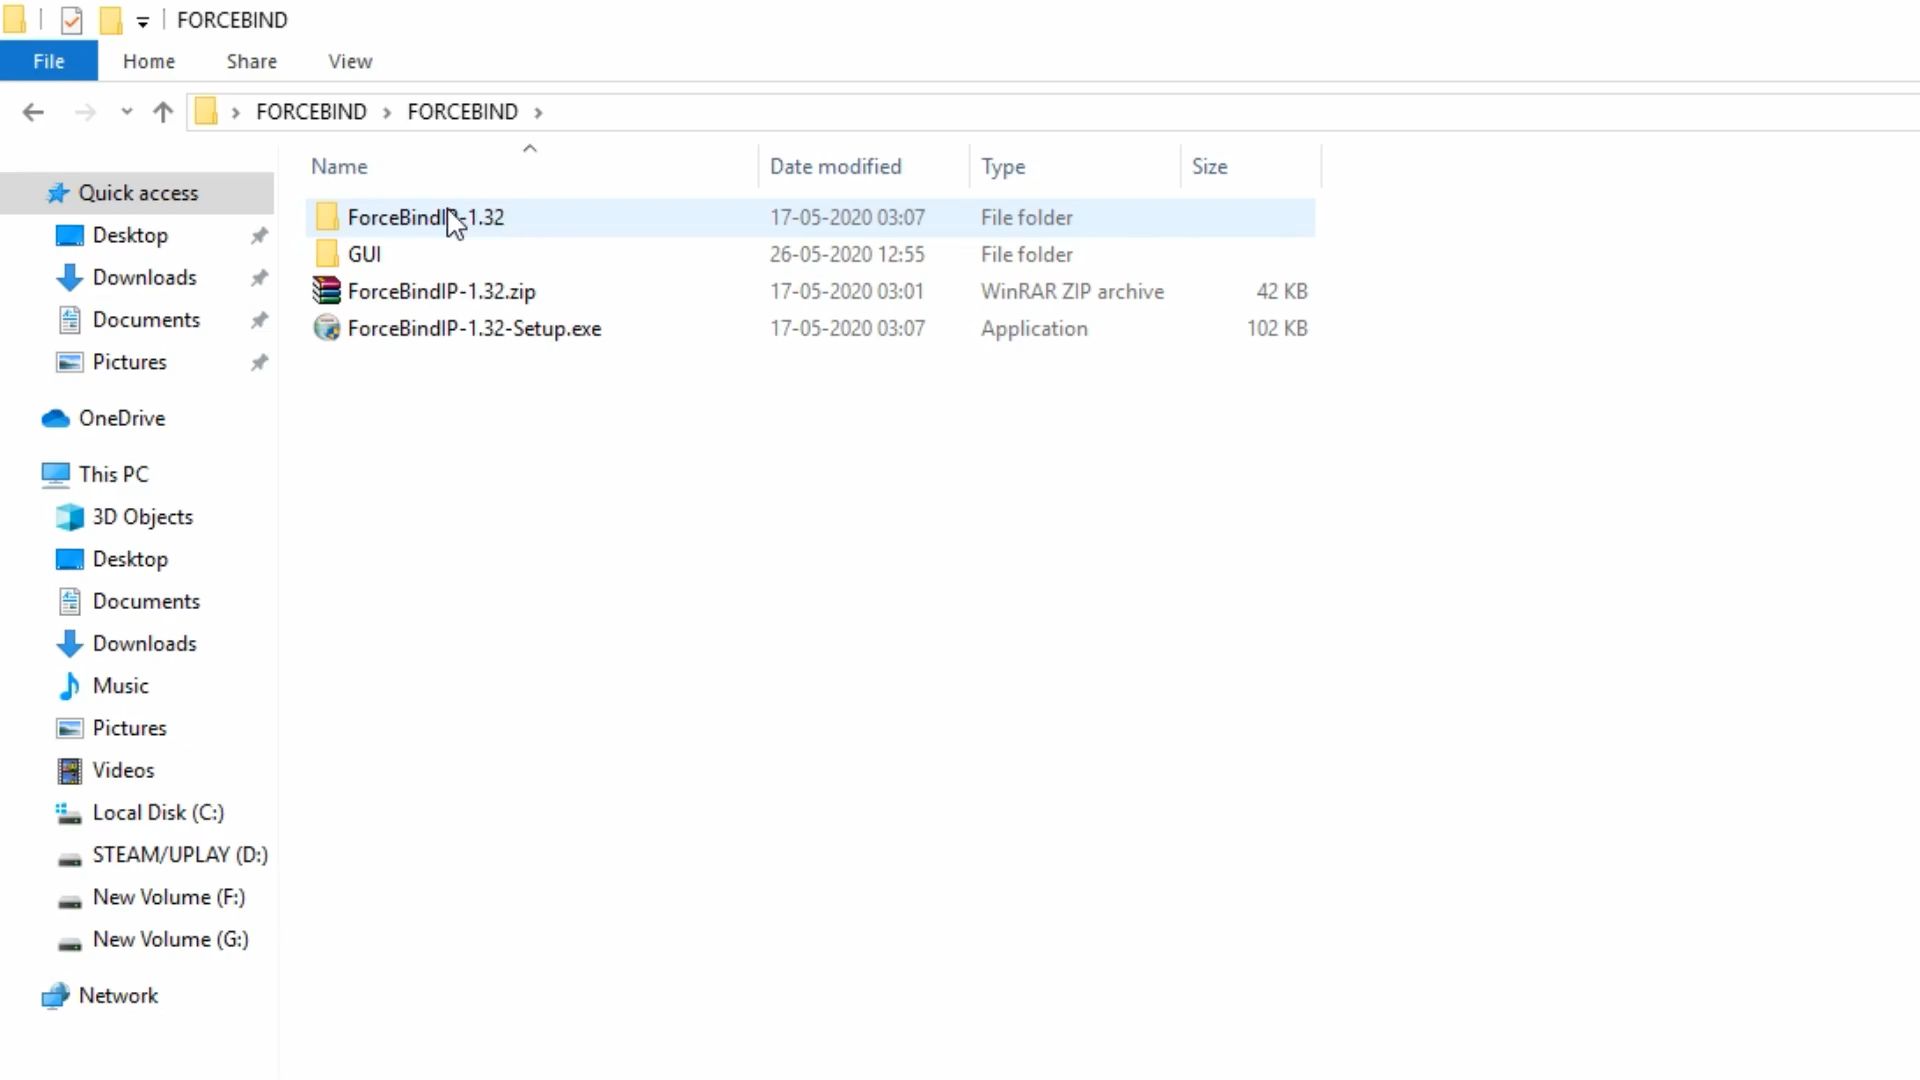 FORCEBIND
File Home Share View
FORCEBIND FORCEBIND
Name Date modified Type Size
Quick access
Desktop
Downloads
Documents
Pictures
OneDrive
This PC
3D Objects
Desktop
Documents
Downloads
Music
Pictures
Videos
Local Disk (C:)
STEAM/UPLAY (D:)
New Volume (F:)
New Volume (G:)
Network
ForceBindIP-1.32 17-05-2020 03:07 File folder
GUI 26-05-2020 12:55 File folder
ForceBindIP-1.32.zip 17-05-2020 03:01 WinRAR ZIP archive 42 KB
ForceBindIP-1.32-Setup.exe 17-05-2020 03:07 Application 102 KB